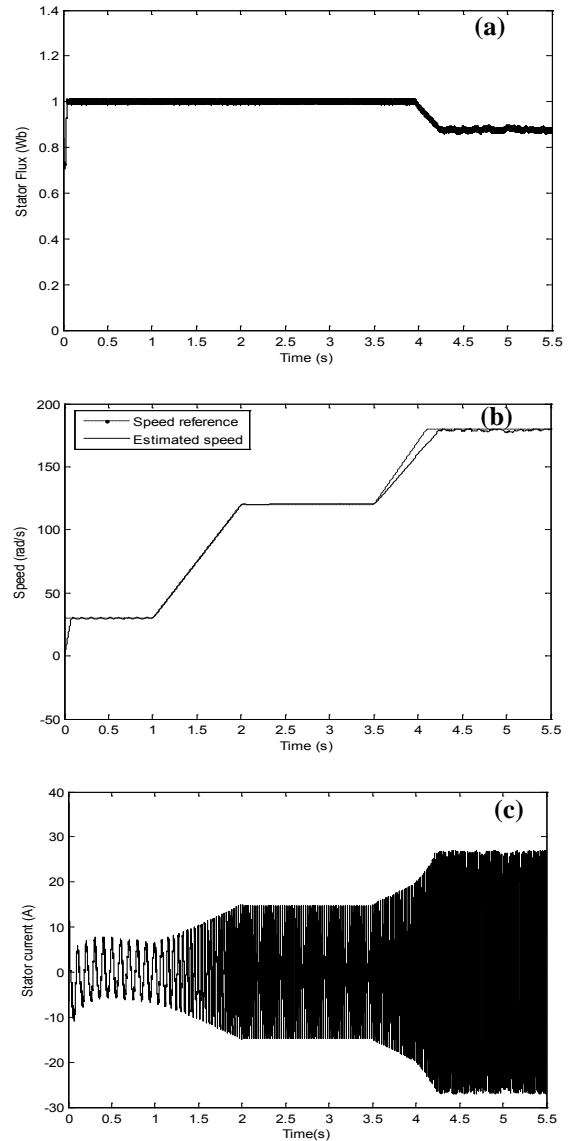 (a)
1.4
1.2
1
0.8
0.6
0.4
0.2
0
Stator Flux (Wb)
0 0.5 1 1.5 2 2.5 3 3.5 4 4.5 5 5.5
Time (s)
(b)
Speed reference
Estimated speed
200
150
100
50
0
-50
Speed (rad/s)
0 0.5 1 1.5 2 2.5 3 3.5 4 4.5 5 5.5
Time (s)
(c)
40
30
20
10
0
-10
-20
-30
Stator current (A)
0 0.5 1 1.5 2 2.5 3 3.5 4 4.5 5 5.5
Time(s)